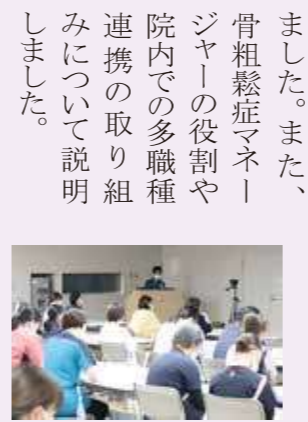 ました。また、
骨粗鬆症マネー
ジャーの役割や
院内での多職種
連携の取り組
みについて説明
しました。